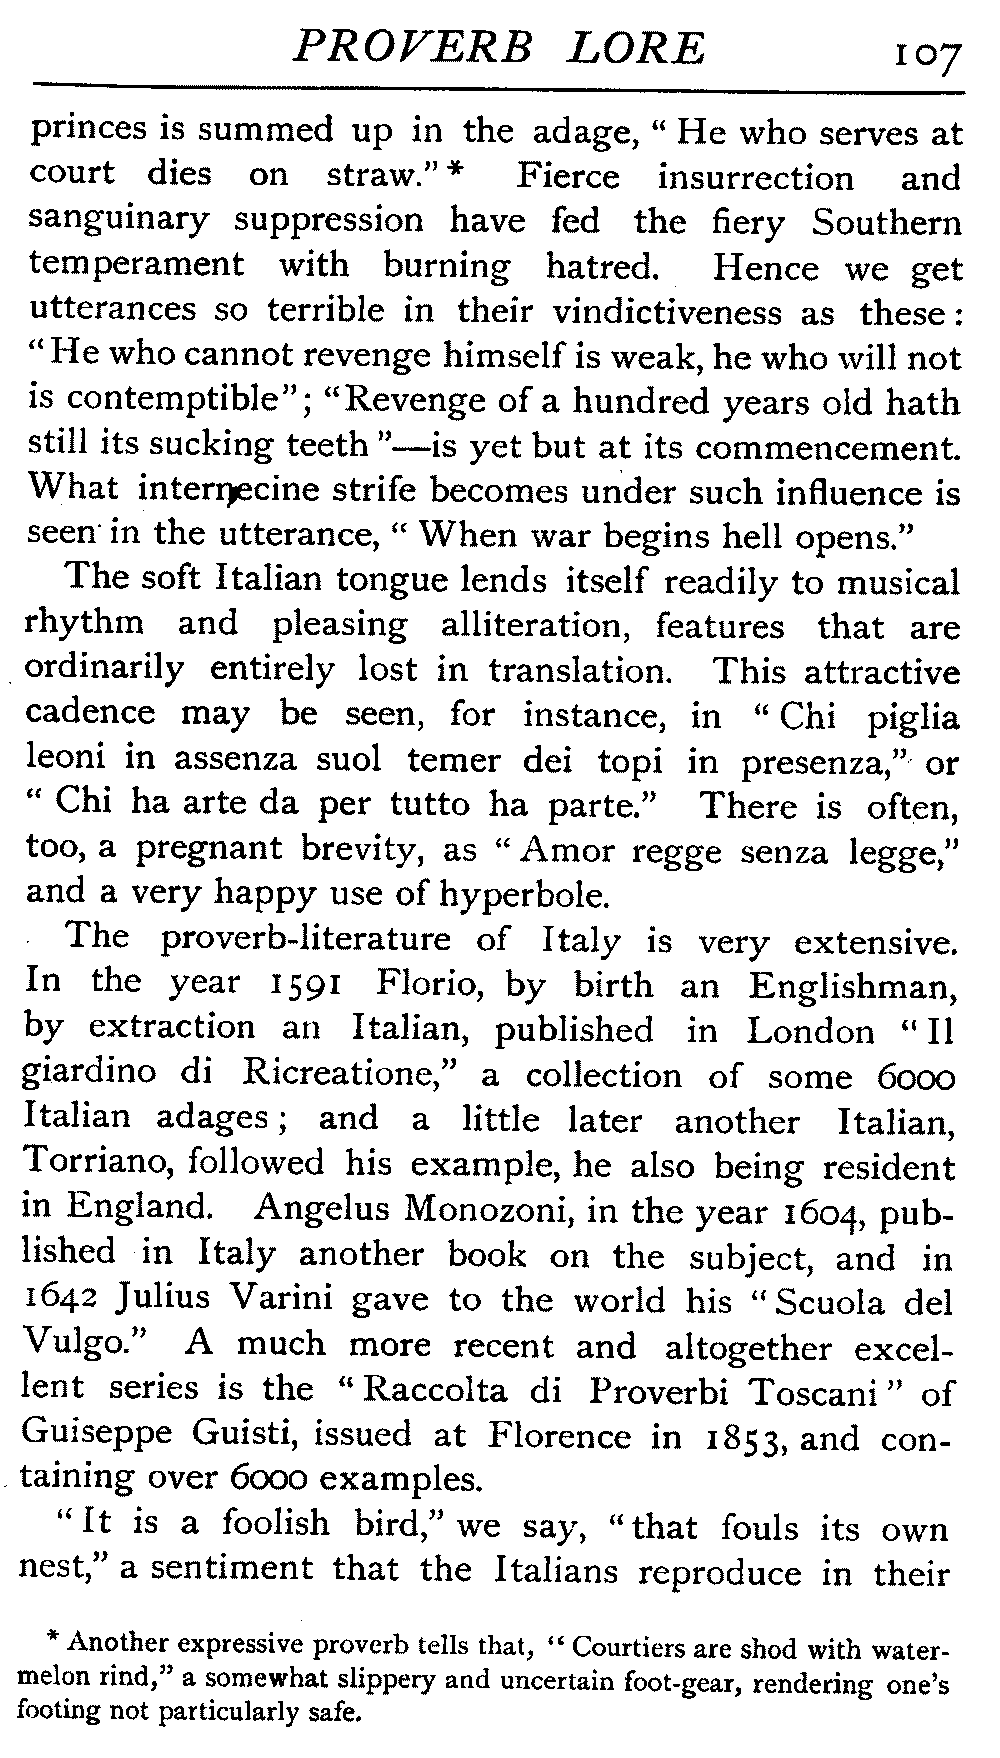 PROVERB LORE 107
princes is summed up in the adage, “ He who serves at
court dies on straw.” * Fierce insurrection and
sanguinary suppression have fed the fiery Southern
temperament with burning hatred. Hence we get
utterances so terrible in their vindictiveness as these :
“ He who cannot revenge himself is weak, he who will not
is contemptible” ; “ Revenge of a hundred years old hath
still its sucking teeth ”—is yet but at its commencement.
What internecine strife becomes under such influence is
seen in the utterance, “ When war begins hell opens.”
The soft Italian tongue lends itself readily to musical
rhythm and pleasing alliteration, features that are
ordinarily entirely lost in translation. This attractive
cadence may be seen, for instance, in “ Chi piglia
leoni in assenza suol temer dei topi in presenza,” or
“ Chi ha arte da per tutto ha parte.” There is often,
too, a pregnant brevity, as “ Amor regge senza legge,”
and a very happy use of hyperbole.
The proverb-literature of Italy is very extensive.
In the year 1591 Florio, by birth an Englishman,
by extraction an Italian, published in London “ Il
giardino di Ricreatione,” a collection of some 6000
Italian adages ; and a little later another Italian,
Torriano, followed his example, he also being resident
in England. Angelus Monozoni, in the year 1604, pub-
lished in Italy another book on the subject, and in
1642 Julius Varini gave to the world his “ Scuola del
Vulgo.” A much more recent and altogether excel-
lent series is the “ Raccolta di Proverbi Toscani ” of
Guiseppe Guisti, issued at Florence in 1853, and con-
taining over 6000 examples.
“ It is a foolish bird,” we say, “ that fouls its own
nest,” a sentiment that the Italians reproduce in their
* Another expressive proverb tells that, “ Courtiers are shod with water-
melon rind,” a somewhat slippery and uncertain foot-gear, rendering one’s
footing not particularly safe.